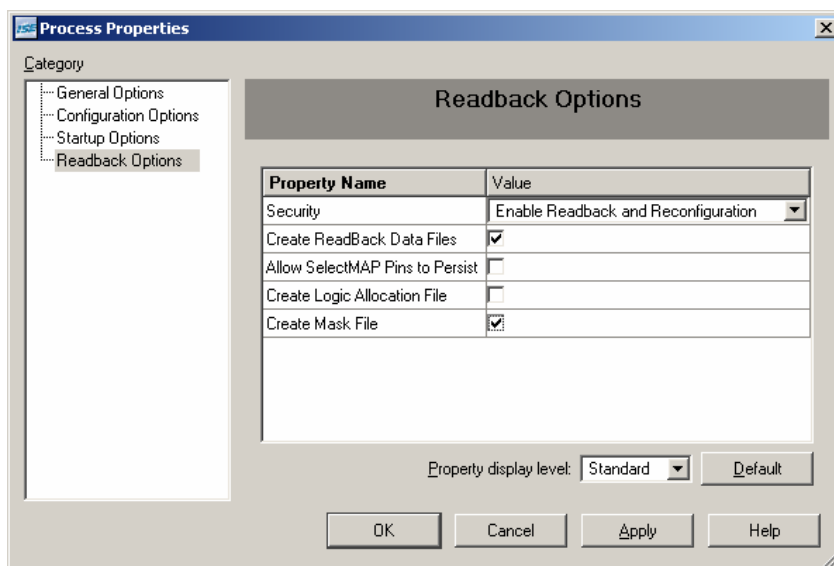 ISE Process Properties
Category
General Options
Configuration Options
Startup Options
Readback Options
Readback Options
Property Name Value
Security Enable Readback and Reconfiguration
Create ReadBack Data Files
Allow SelectMAP Pins to Persist
Create Logic Allocation File
Create Mask File
Property display level: Standard Default
OK Cancel Apply Help